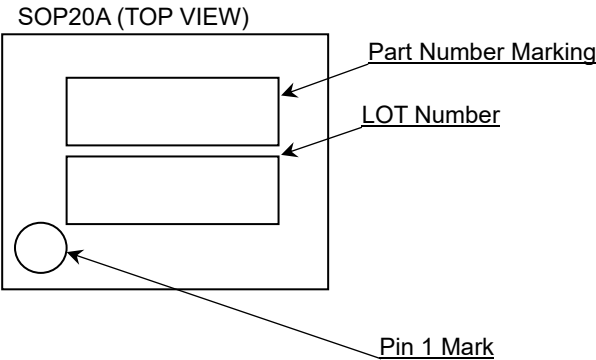 SOP20A (TOP VIEW)
Part Number Marking
LOT Number
Pin 1 Mark